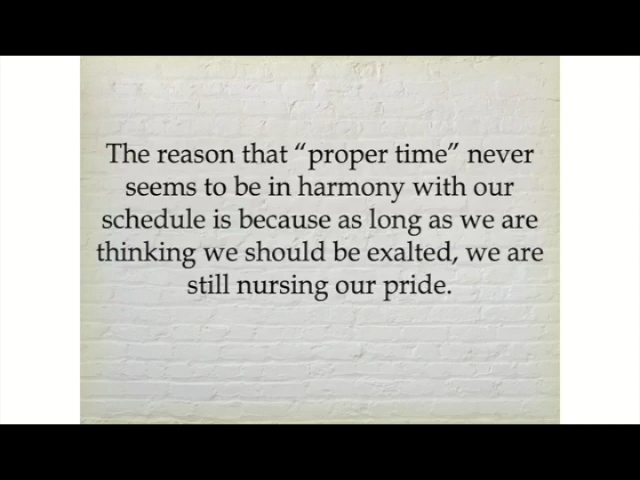 The reason that “proper time” never
seems to be in harmony with our
schedule is because as long as we are
thinking we should be exalted, we are
still nursing our pride.